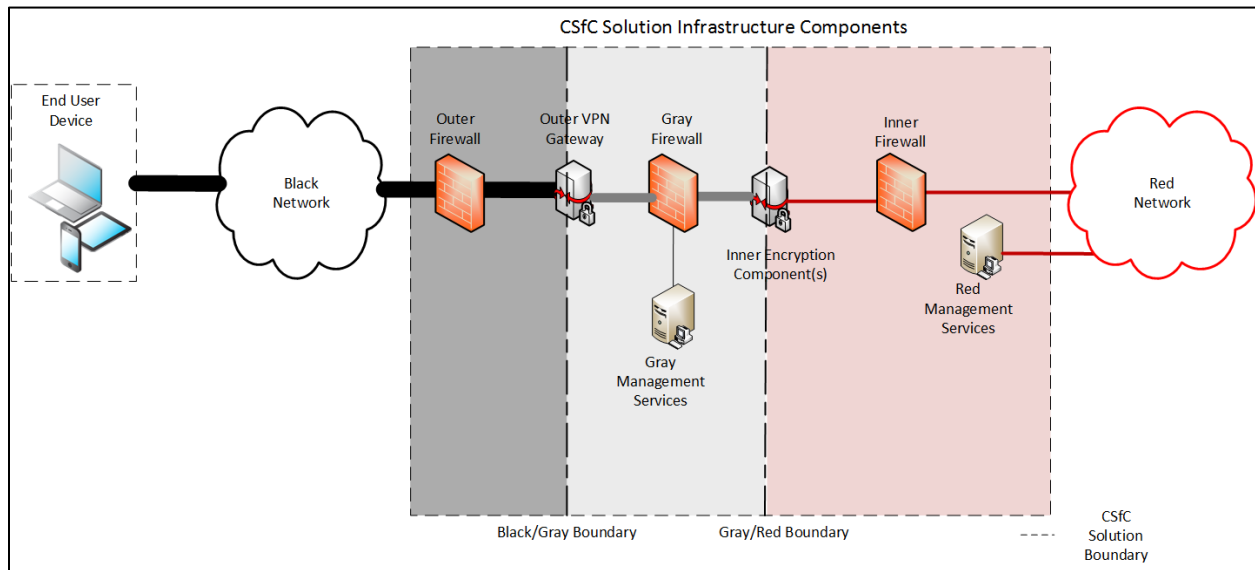 CSfC Solution Infrastructure Components
End User
Device
Black
Network
Outer
Firewall
Outer VPN
Gateway
Gray
Firewall
Gray
Management
Services
Inner Encryption
Component(s)
Inner
Firewall
Red
Management
Services
Red
Network
Black/Gray Boundary
Gray/Red Boundary
CSfC
Solution
Boundary